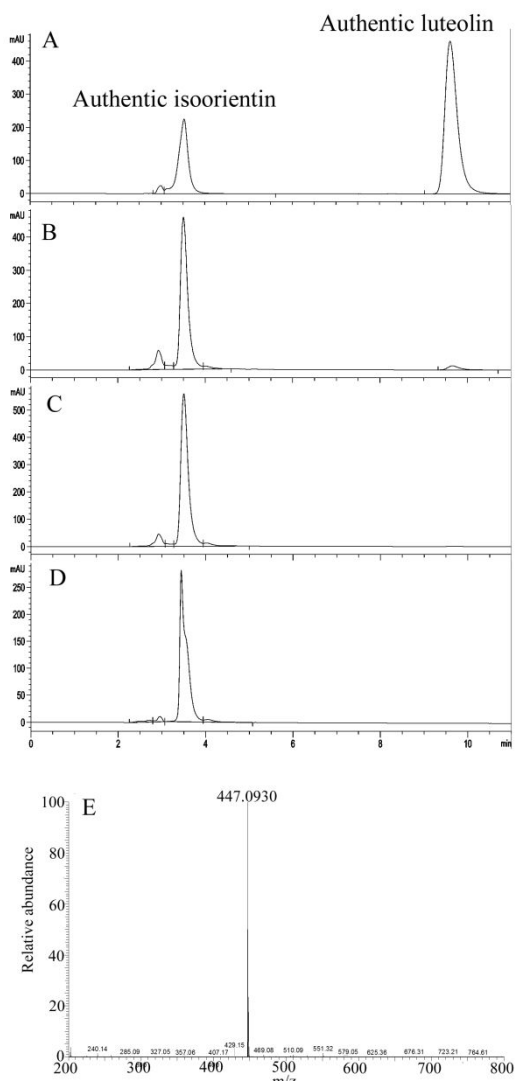 Authentic luteolin
mAU
A
400
Authentic isoorientin
300
200
100
0
mAU
B
400
300
200
100
0
mAU
C
500
400
300
200
100
0
mAU
D
250
200
150
100
50
0
0 2 4 6 8 10 min
447.0930
100 E
80
60
40
20
0
Relative abundance
240.14 285.09 327.05 357.06 407.17 429.15 469.08 510.09 551.32 579.05 625.36 676.31 723.21 764.61
200 300 400 500 600 700 800
m/z